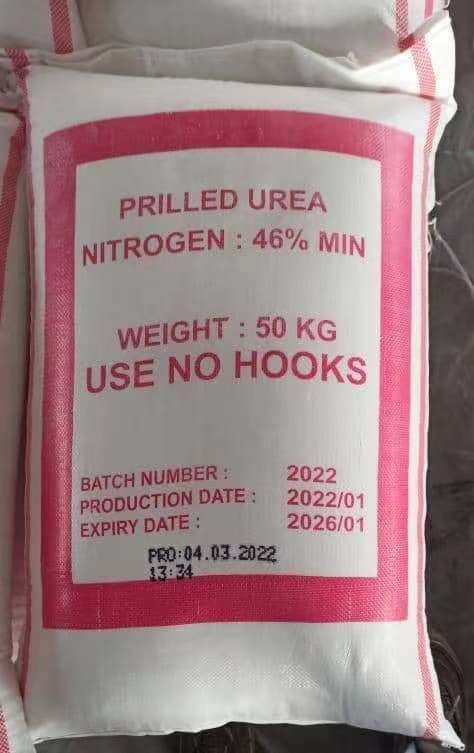 PRILLED UREA
NITROGEN : 46% MIN
WEIGHT : 50 KG
USE NO HOOKS
BATCH NUMBER : 2022
PRODUCTION DATE : 2022/01
EXPIRY DATE : 2026/01
PRO:04.03.2022
13:34